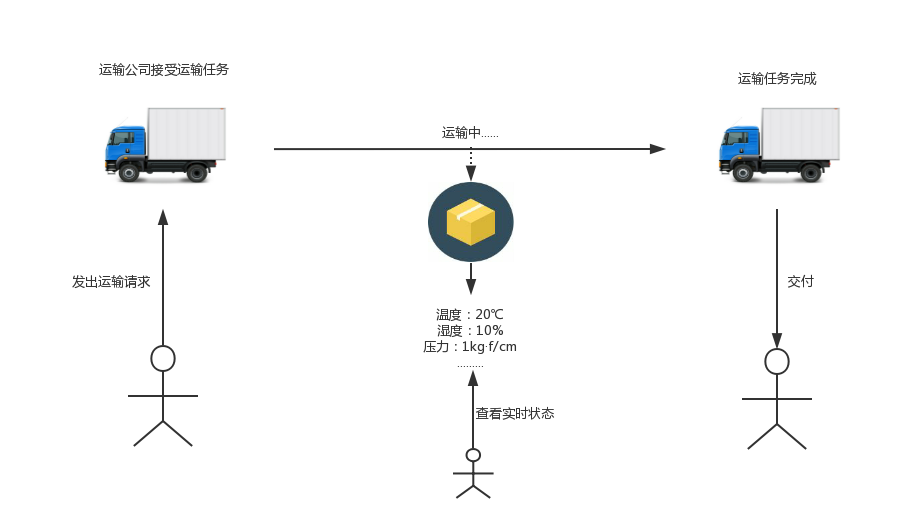 运输公司接受运输任务
运输任务完成
运输中......
发出运输请求
交付
温度：20℃
湿度：10%
压力：1kg·f/cm
.........
查看实时状态